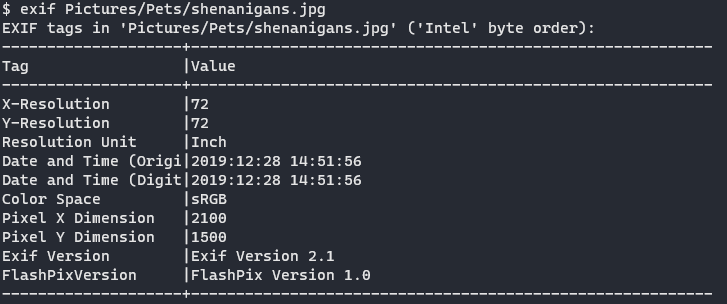 $ exif Pictures/Pets/shenanigans.jpg
EXIF tags in 'Pictures/Pets/shenanigans.jpg' ('Intel' byte order):
--------------------+----------------------------------------------------------
Tag                 |Value
--------------------+----------------------------------------------------------
X-Resolution        |72
Y-Resolution        |72
Resolution Unit     |Inch
Date and Time (Origi|2019:12:28 14:51:56
Date and Time (Digit|2019:12:28 14:51:56
Color Space         |sRGB
Pixel X Dimension   |2100
Pixel Y Dimension   |1500
Exif Version        |Exif Version 2.1
FlashPixVersion     |FlashPix Version 1.0
--------------------+----------------------------------------------------------